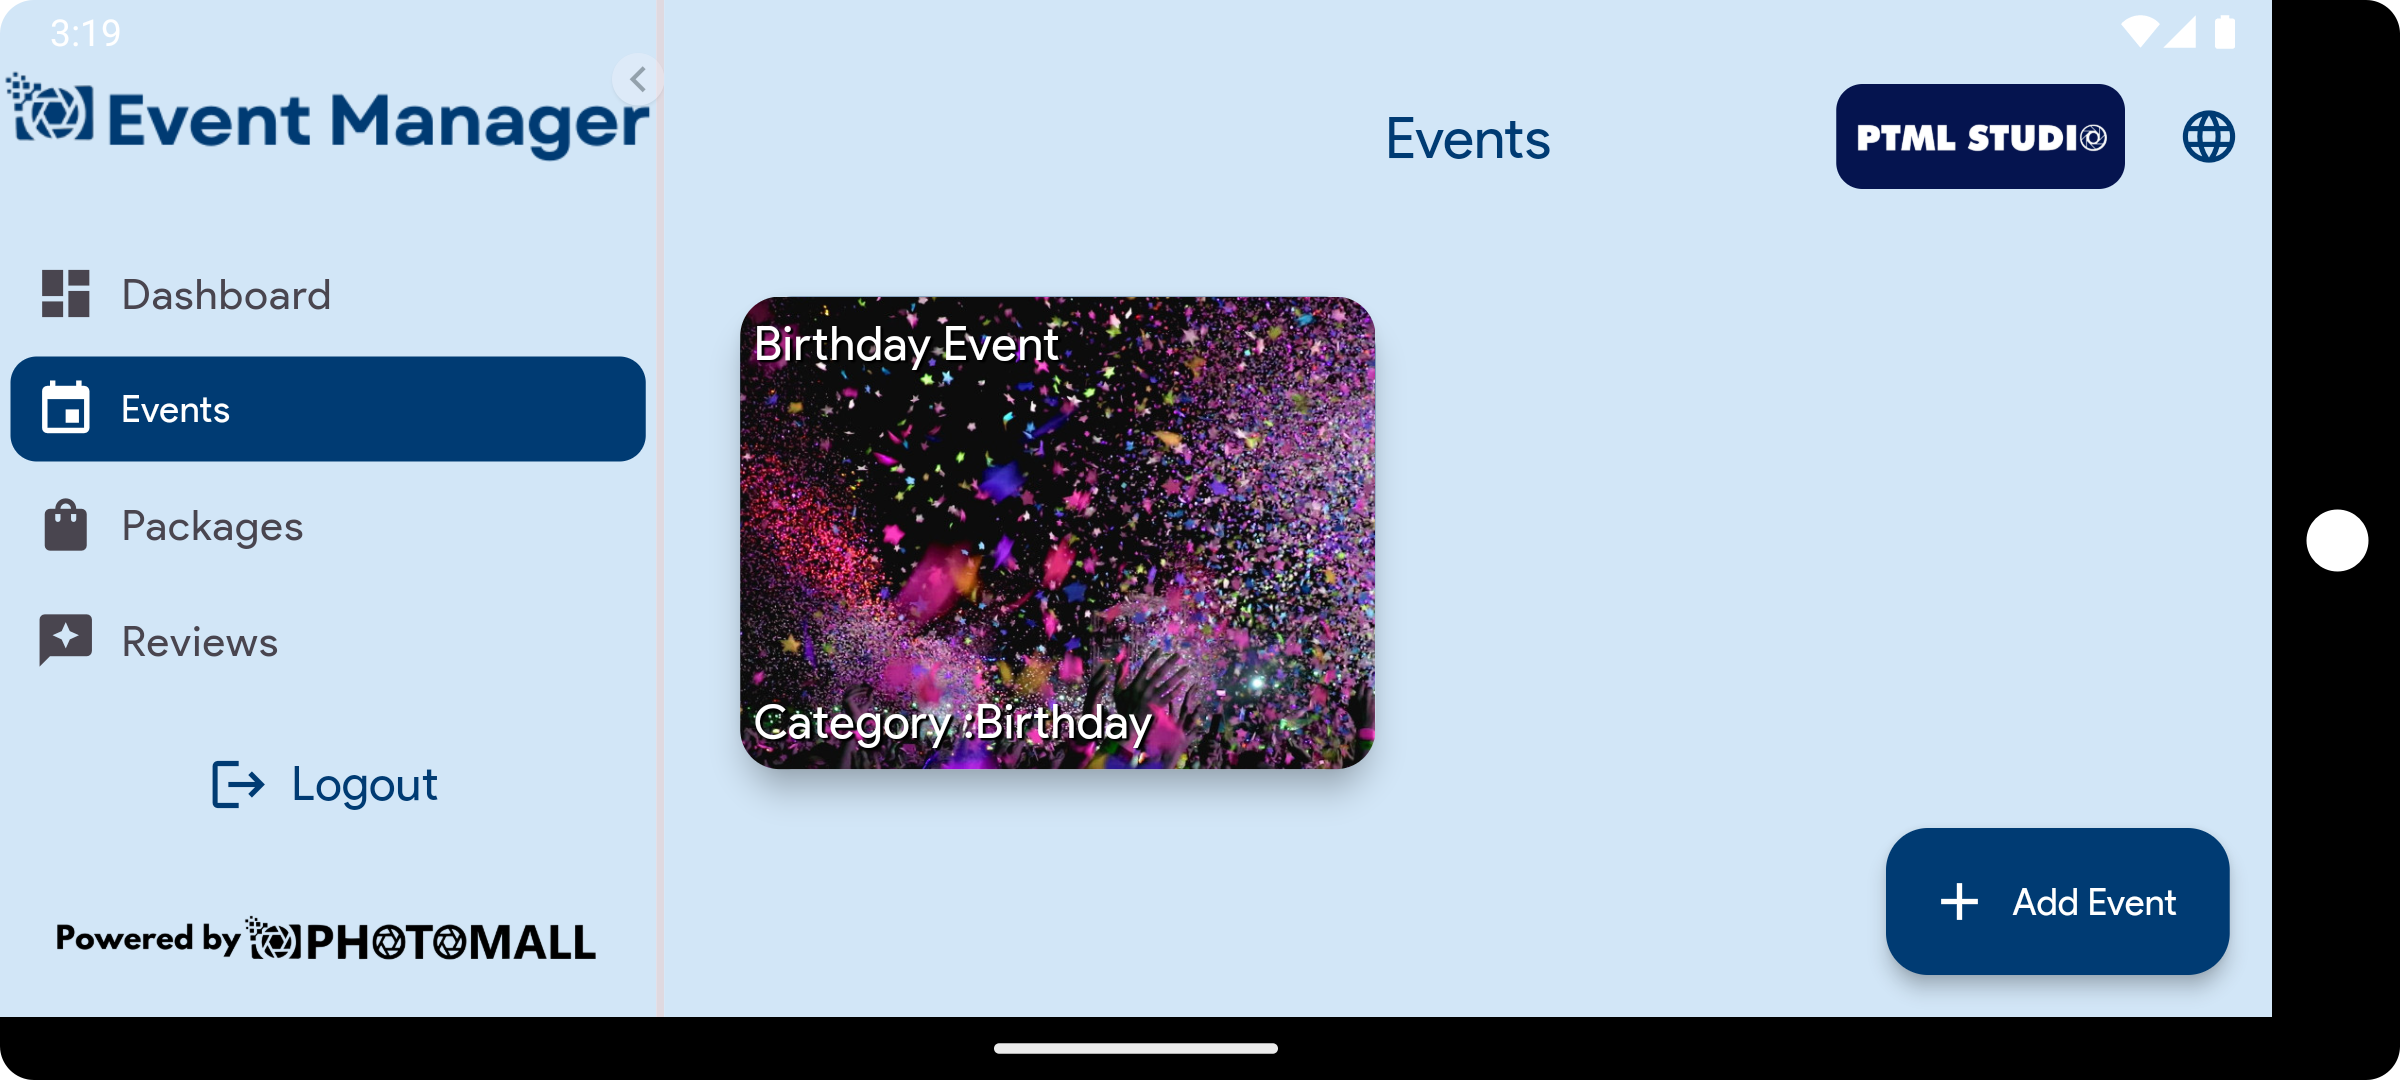 3:19
Event Manager
Events
PTML STUDIO
Dashboard
Events
Packages
Reviews
Logout
Powered by PHOTOMALL
Birthday Event
Category :Birthday
Add Event